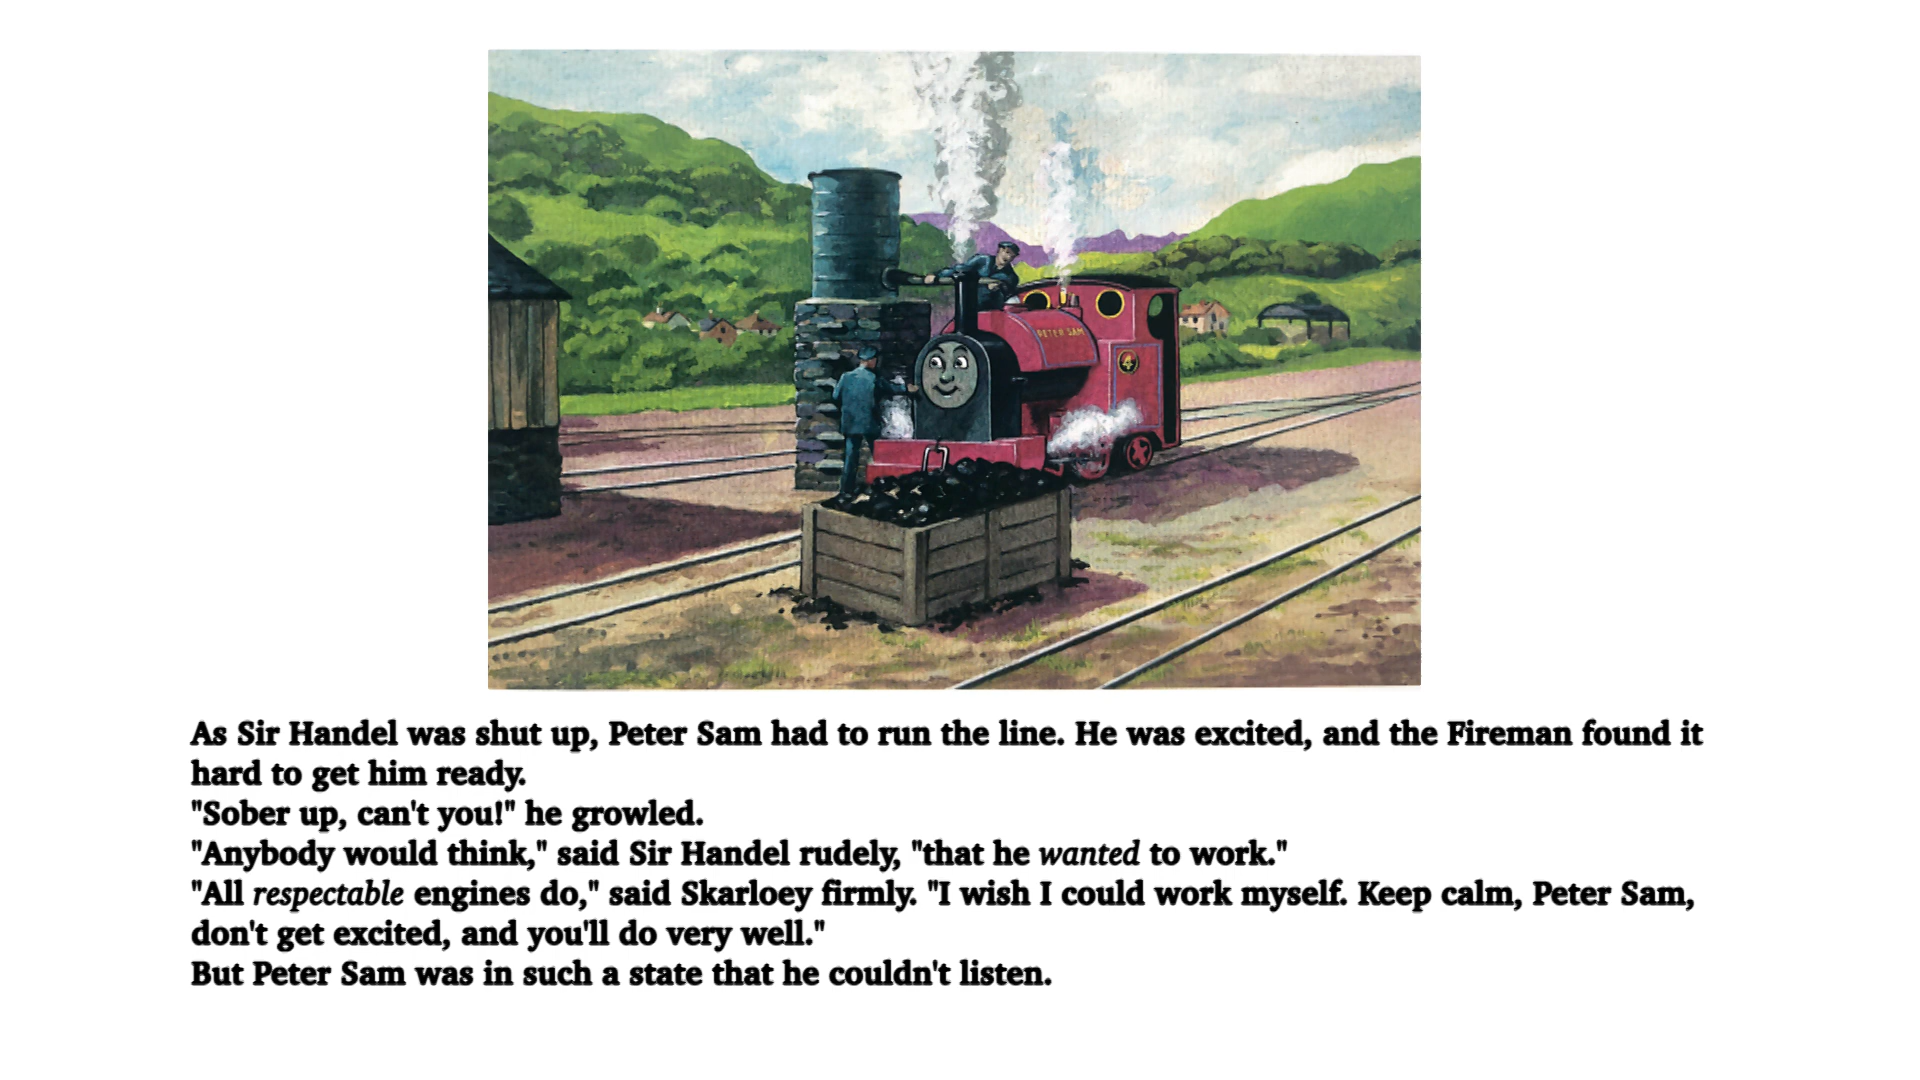 PETER SAM
4
As Sir Handel was shut up, Peter Sam had to run the line. He was excited, and the Fireman found it
hard to get him ready.
"Sober up, can't you!" he growled.
"Anybody would think," said Sir Handel rudely, "that he wanted to work."
"All respectable engines do," said Skarloey firmly. "I wish I could work myself. Keep calm, Peter Sam,
don't get excited, and you'll do very well."
But Peter Sam was in such a state that he couldn't listen.